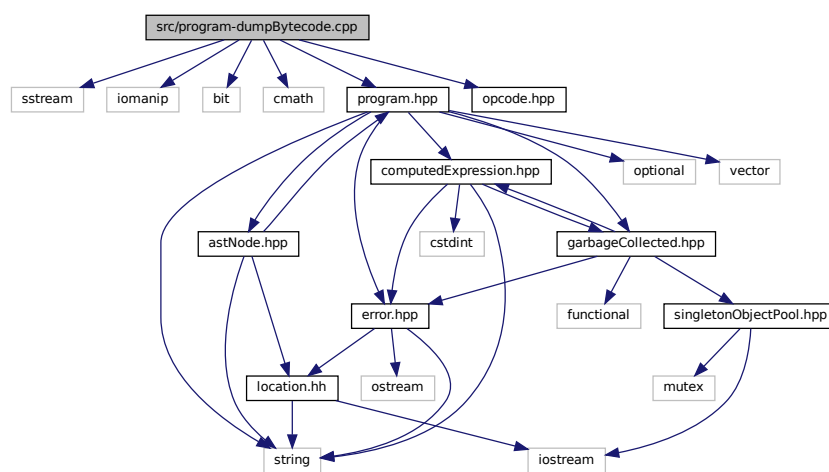 src/program-dumpBytecode.cpp
sstream
iomanip
bit
cmath
program.hpp
opcode.hpp
computedExpression.hpp
optional
vector
astNode.hpp
cstdint
garbageCollected.hpp
error.hpp
functional
singletonObjectPool.hpp
location.hh
ostream
mutex
string
iostream